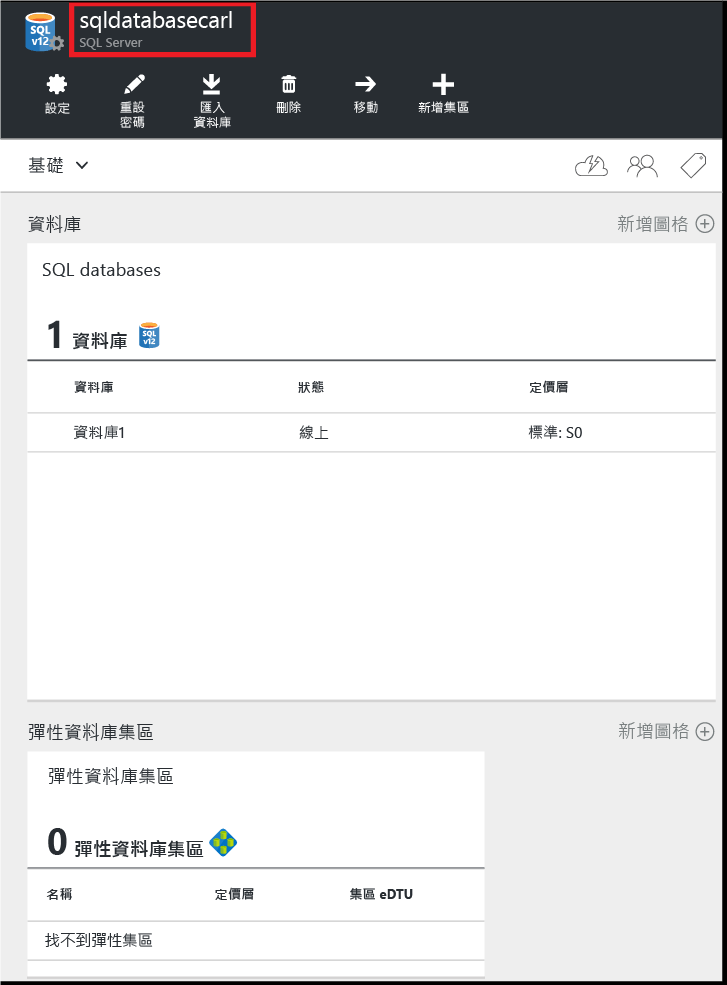 SQL
v12
sqldatabasecarl
SQL Server
設定
重設
密碼
匯入
資料庫
刪除
移動
新增集區
基礎
資料庫
新增圖格
SQL databases
1 資料庫
SQL
v12
資料庫 狀態 定價層
資料庫1 線上 標準: S0
彈性資料庫集區
新增圖格
彈性資料庫集區
0 彈性資料庫集區
名稱 定價層 集區 eDTU
找不到彈性集區